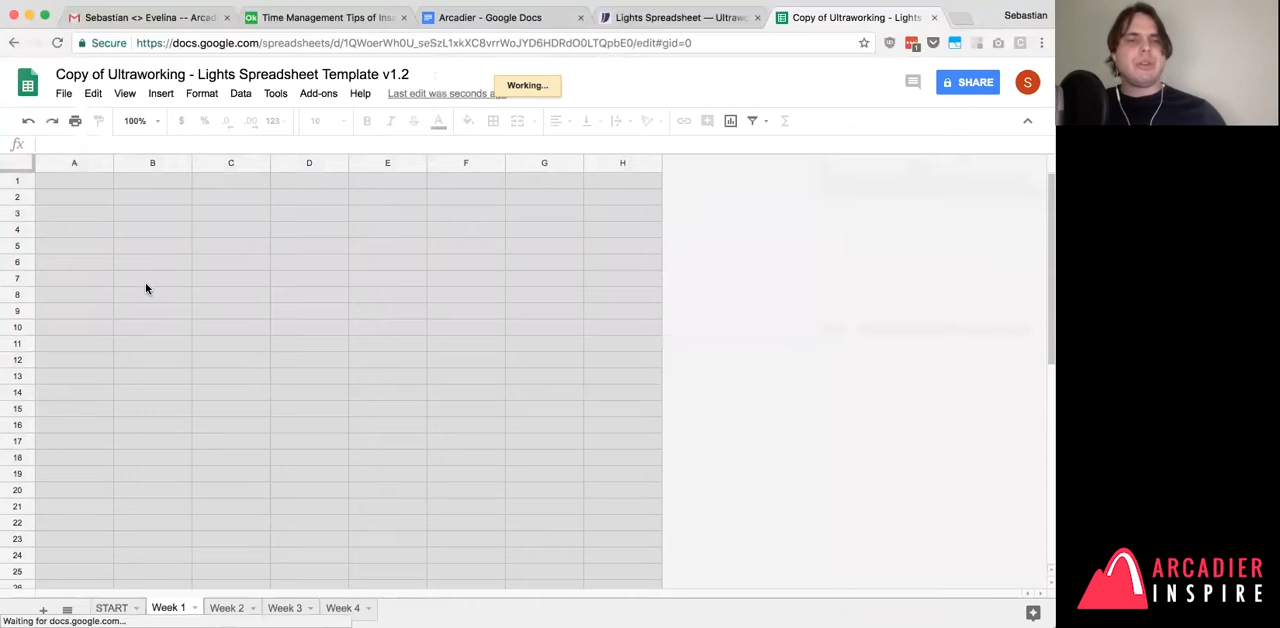 Sebastian <> Evelina -- Arcad
Time Management Tips of Ins
Arcadier - Google Docs
Lights Spreadsheet — Ultraw
Copy of Ultraworking - Lights
Sebastian
Secure
https://docs.google.com/spreadsheets/d/1QWoerWh0U_seSzL1xkXC8vrrWoJYD6HDRdO0LTQpbE0/edit#gid=0
Copy of Ultraworking - Lights Spreadsheet Template v1.2
Working...
SHARE
S
File Edit View Insert Format Data Tools Add-ons Help Last edit was seconds ag
100% $ % .0 .00 123 10 B I S A
fx
A B C D E F G H
1
2
3
4
5
6
7
8
9
10
11
12
13
14
15
16
17
18
19
20
21
22
23
24
25
26
START Week 1 Week 2 Week 3 Week 4
Waiting for docs.google.com...
ARCADIER
INSPIRE